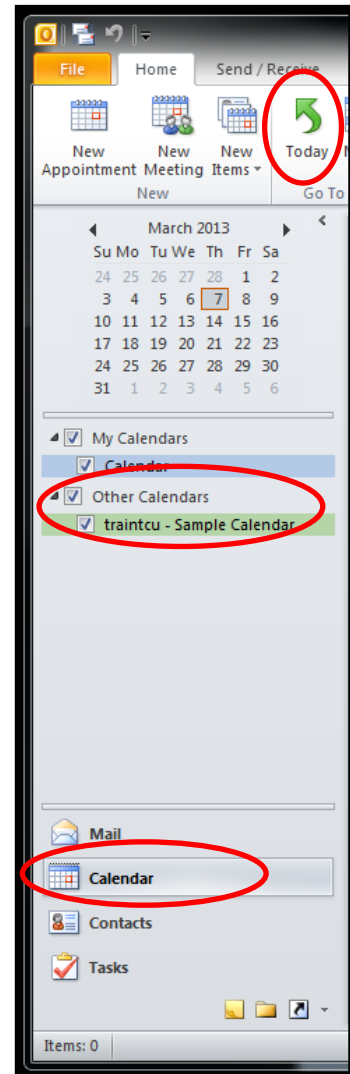 File Home Send / Receive
New Appointment New Meeting New Items Today
New Go To
March 2013
Su Mo Tu We Th Fr Sa
24 25 26 27 28 1 2
3 4 5 6 7 8 9
10 11 12 13 14 15 16
17 18 19 20 21 22 23
24 25 26 27 28 29 30
31 1 2 3 4 5 6
My Calendars
Calendar
Other Calendars
traintcu - Sample Calendar
Mail
Calendar
Contacts
Tasks
Items: 0